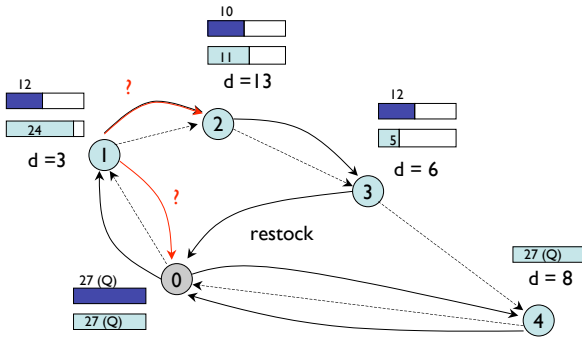 10
11
d =13
?
2
12
24
d =3
1
12
5
d = 6
3
?
restock
27 (Q)
27 (Q)
0
27 (Q)
d = 8
4